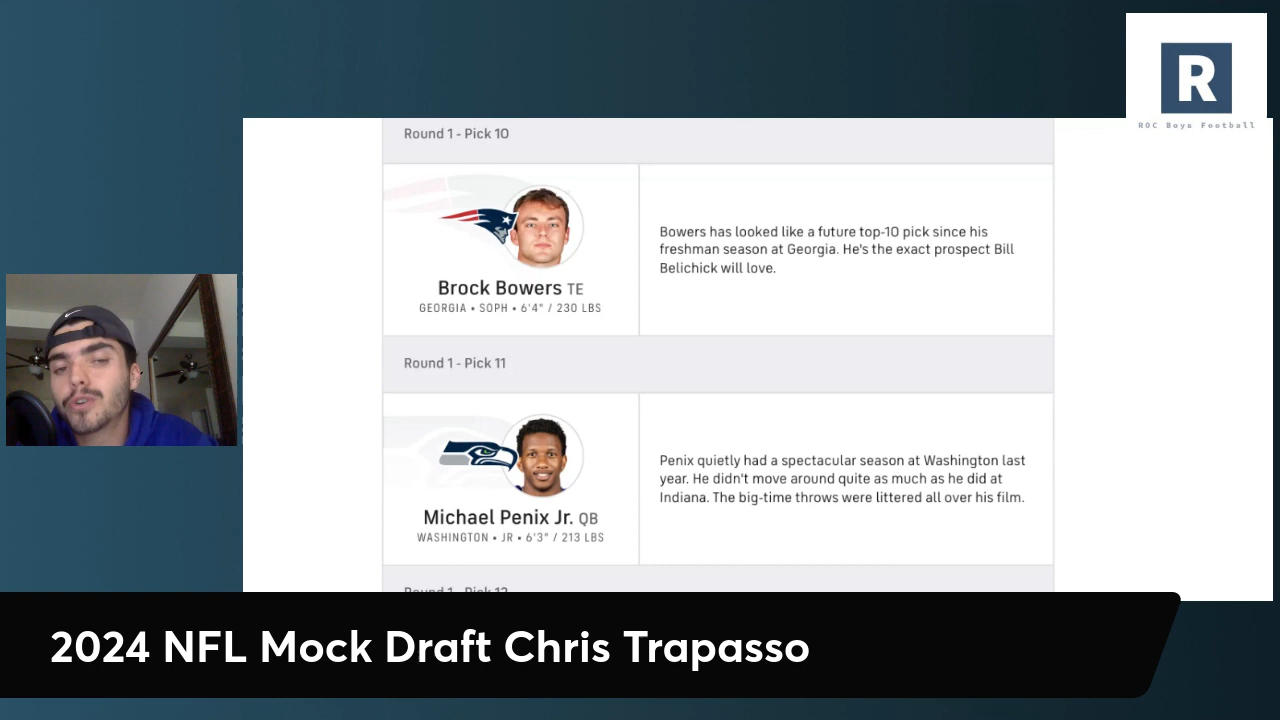 R
ROC Boys Football
Round 1 - Pick 10
Bowers has looked like a future top-10 pick since his
freshman season at Georgia. He's the exact prospect Bill
Belichick will love.
Brock Bowers TE
GEORGIA • SOPH • 6'4" / 230 LBS
Round 1 - Pick 11
Penix quietly had a spectacular season at Washington last
year. He didn't move around quite as much as he did at
Indiana. The big-time throws were littered all over his film.
Michael Penix Jr. QB
WASHINGTON • JR • 6'3" / 213 LBS
Round 1 - Pick 12
2024 NFL Mock Draft Chris Trapasso